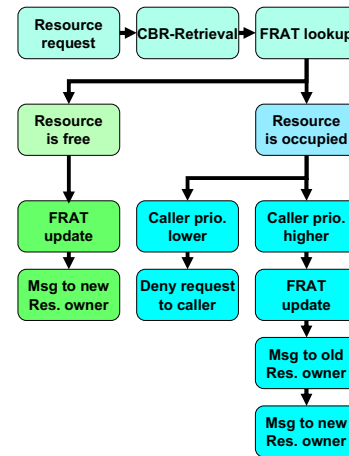 Resource
request
CBR-Retrieval
FRAT lookup
Resource
is free
Resource
is occupied
FRAT
update
Caller prio.
lower
Caller prio.
higher
Msg to new
Res. owner
Deny request
to caller
FRAT
update
Msg to old
Res. owner
Msg to new
Res. owner